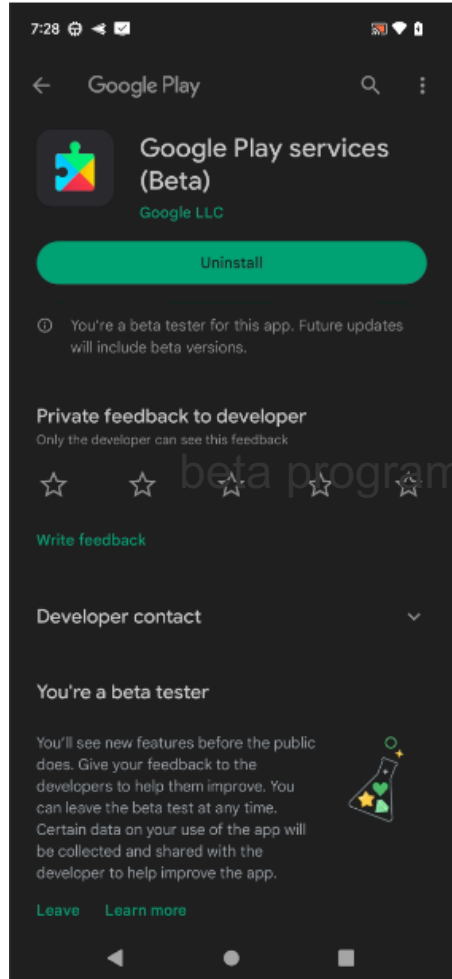 7:28
Google Play
Google Play services
(Beta)
Google LLC
Uninstall
You're a beta tester for this app. Future updates
will include beta versions.
Private feedback to developer
Only the developer can see this feedback
beta program
Write feedback
Developer contact
You're a beta tester
You'll see new features before the public
does. Give your feedback to the
developers to help them improve. You
can leave the beta test at any time.
Certain data on your use of the app will
be collected and shared with the
developer to help improve the app.
Leave Learn more